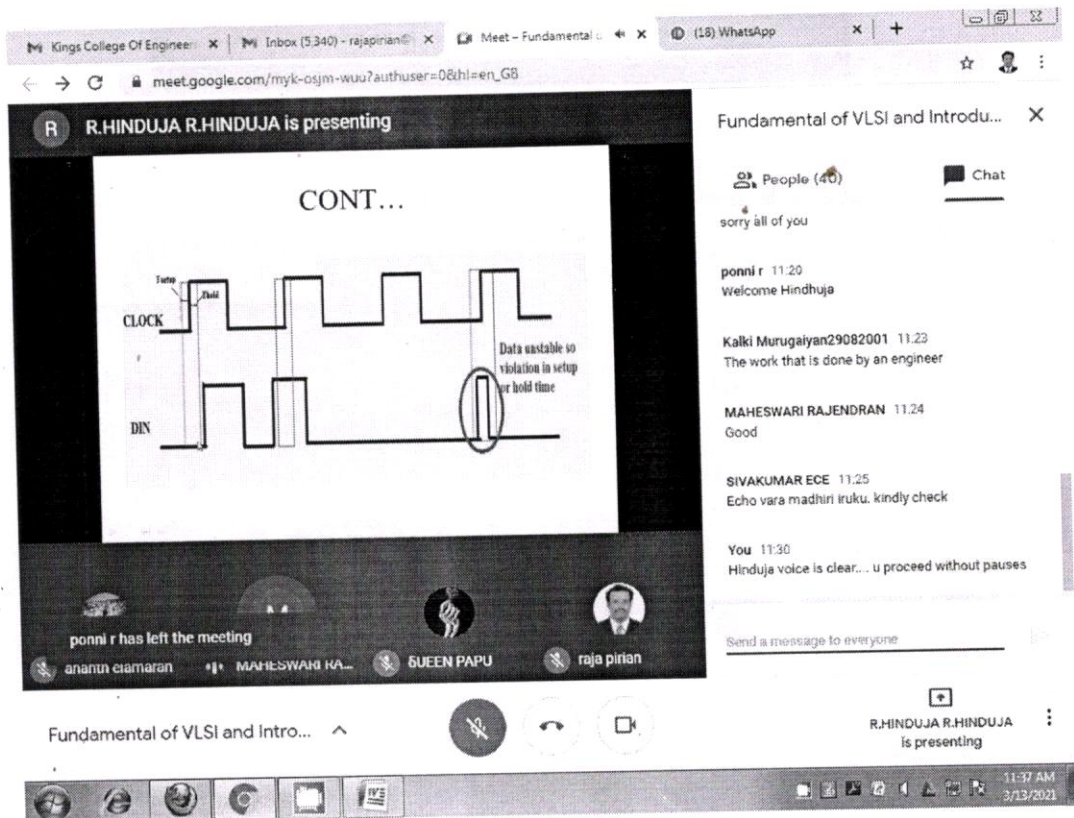 Kings College Of Engineer
Inbox (5,340) - rajapirian
Meet – Fundamental
(18) WhatsApp
meet.google.com/myk-osjm-wuu?authuser=0&hl=en_GB
R
R.HINDUJA R.HINDUJA is presenting
CONT...
Tsetup
Thold
CLOCK
Data unstable so
violation in setup
or hold time
DIN
M
ponni r has left the meeting
MAHESWARI RA...
raja pirian
Fundamental of VLSI and Introdu...
People (40)
Chat
sorry all of you
ponni r 11:20
Welcome Hindhuja
Kalki Murugaiyan29082001 11:23
The work that is done by an engineer
MAHESWARI RAJENDRAN 11:24
Good
SIVAKUMAR ECE 11:25
Echo vara madhiri iruku. kindly check
You 11:30
Hinduja voice is clear.... u proceed without pauses
Send a message to everyone
Fundamental of VLSI and Intro...
R.HINDUJA R.HINDUJA
is presenting
11:37 AM
3/13/2021